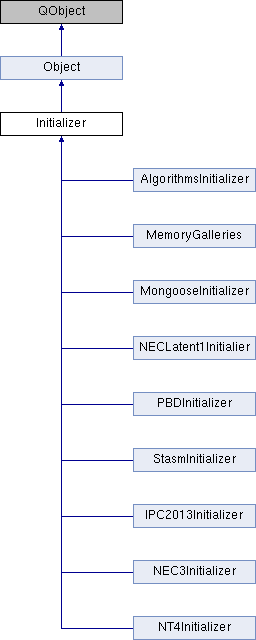 QObject
Object
Initializer
AlgorithmsInitializer
MemoryGalleries
MongooseInitializer
NECLatent1Initialier
PBDInitializer
StasmInitializer
IPC2013Initializer
NEC3Initializer
NT4Initializer